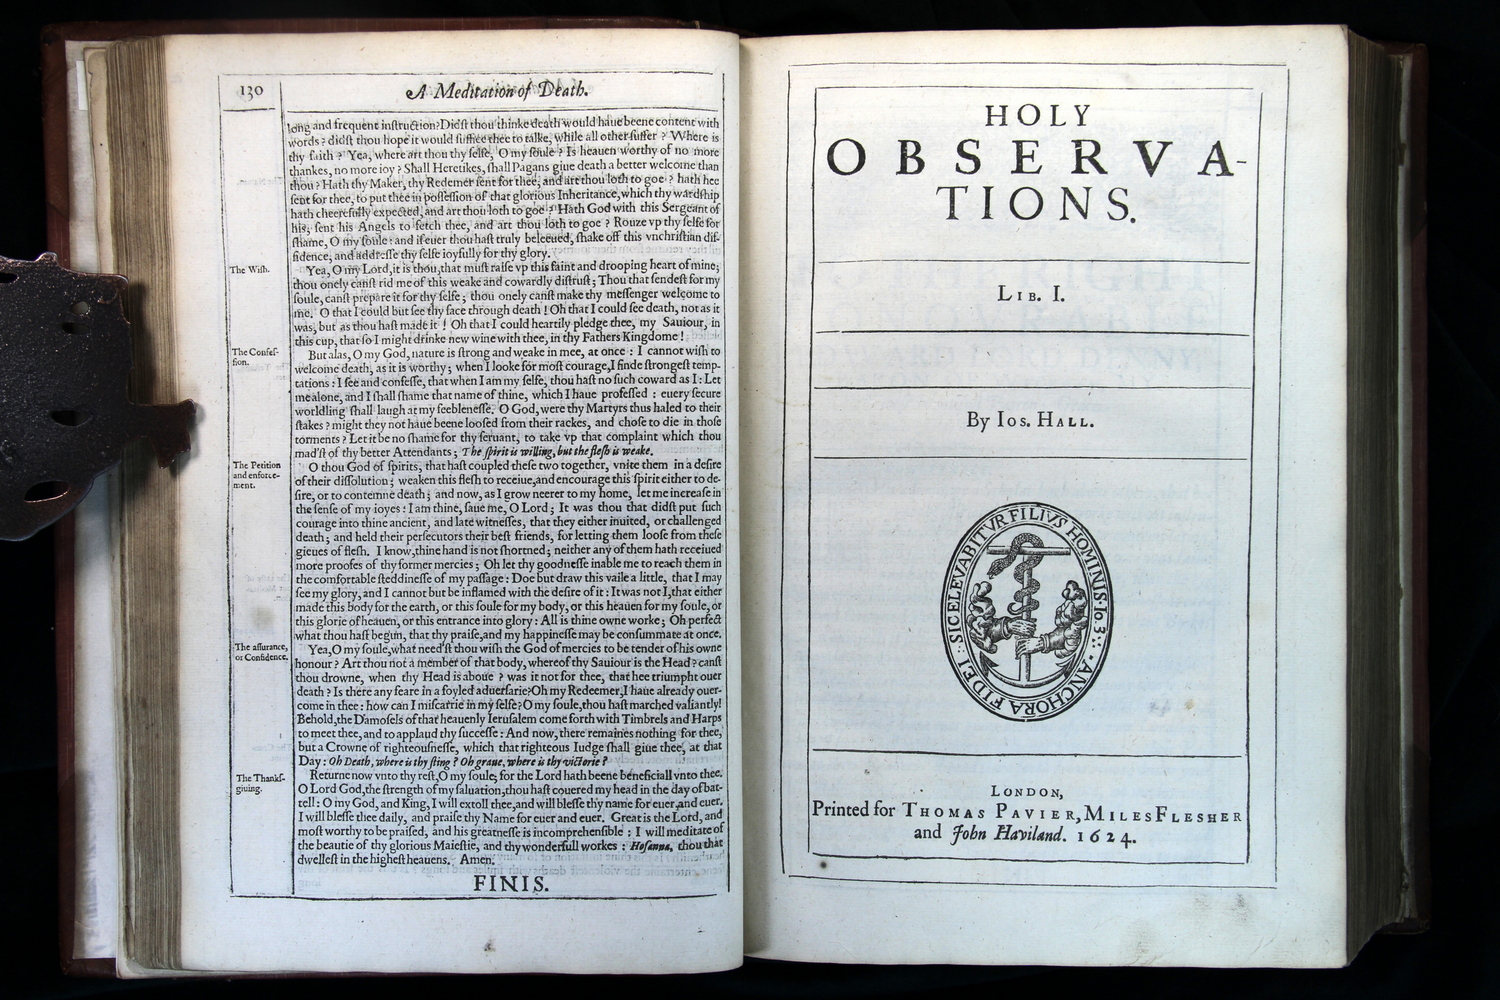 130
A Meditation of Death.
long and frequent inſtruction? Didſt thou thinke death would haue beene content with
words? didſt thou hope it would ſuffice thee to talke, while all other ſuffer? Where is
thy faith? Yea, where art thou thy ſelfe, O my ſoule? Is heauen worthy of no more
thankes, no more ioy? Shall Heretikes, ſhall Pagans giue death a better welcome than
thou? Hath thy Maker, thy Redemer ſent for thee, and art thou loth to goe? hath hee
ſent for thee, to put thee in poſſeſſion of that glorious Inheritance, which thy wardſhip
hath cheerefully expected, and art thou loth to goe? Hath God with this Sergeant of
his, ſent his Angels to fetch thee, and art thou loth to goe? Rouze vp thy ſelfe for
ſhame, O my ſoule: and if euer thou haſt truly beleeued, ſhake off this vnchriſtian diſ-
fidence, and addreſſe thy ſelfe ioyfully for thy glory.
The Wiſh.
Yea, O my Lord, it is thou, that muſt raiſe vp this faint and drooping heart of mine;
thou onely canſt rid me of this weake and cowardly diſtruſt; Thou that ſendeſt for my
ſoule, canſt prepare it for thy ſelfe; thou onely canſt make thy meſſenger welcome to
me. O that I could but ſee thy face through death! Oh that I could ſee death, not as it
was, but as thou haſt made it! Oh that I could heartily pledge thee, my Sauiour, in
this cup, that ſo I might drinke new wine with thee, in thy Fathers Kingdome!
The Confeſ-
ſion.
But alas, O my God, nature is ſtrong and weake in mee, at once: I cannot wiſh to
welcome death, as it is worthy; when I looke for moſt courage, I finde ſtrongeſt temp-
tations: I ſee and confeſſe, that when I am my ſelfe, thou haſt no ſuch coward as I: Let
me alone, and I ſhall ſhame that name of thine, which I haue profeſſed: euery ſecure
worldling ſhall laugh at my feebleneſſe. O God, were thy Martyrs thus haled to their
ſtakes? might they not haue beene looſed from their rackes, and choſe to die in thoſe
torments? Let it be no ſhame for thy ſeruant, to take vp that complaint which thou
mad'ſt of thy better Attendants; The ſpirit is willing, but the fleſh is weake.
The Petition
and enforce-
ment.
O thou God of ſpirits, that haſt coupled theſe two together, vnite them in a deſire
of their diſſolution; weaken this fleſh to receiue, and encourage this ſpirit either to de-
ſire, or to contemne death; and now, as I grow neerer to my home, let me increaſe in
the ſenſe of my ioyes: I am thine, ſaue me, O Lord; It was thou that didſt put ſuch
courage into thine ancient, and late witneſſes, that they either inuited, or challenged
death; and held their perſecutors their beſt friends, for letting them looſe from theſe
gieues of fleſh. I know, thine hand is not ſhortned; neither any of them hath receiued
more proofes of thy former mercies; Oh let thy goodneſſe inable me to reach them in
the comfortable ſteddineſſe of my paſſage: Doe but draw this vaile a little, that I may
ſee my glory, and I cannot but be inflamed with the deſire of it: It was not I, that either
made this body for the earth, or this ſoule for my body, or this heauen for my ſoule, or
this glorie of heauen, or this entrance into glory: All is thine owne worke; Oh perfect
what thou haſt begun, that thy praiſe, and my happineſſe may be conſummate at once.
The aſſurance,
or Confidence.
Yea, O my ſoule, what need'ſt thou wiſh the God of mercies to be tender of his owne
honour? Art thou not a member of that body, whereof thy Sauiour is the Head? canſt
thou drowne, when thy Head is aboue? was it not for thee, that hee triumpht ouer
death? Is there any feare in a foyled aduerſarie? Oh my Redeemer, I haue already ouer-
come in thee: how can I miſcarrie in my ſelfe? O my ſoule, thou haſt marched valiantly!
Behold, the Damoſels of that heauenly Ieruſalem come forth with Timbrels and Harps
to meet thee, and to applaud thy ſucceſſe: And now, there remaines nothing for thee,
but a Crowne of righteouſneſſe, which that righteous Iudge ſhall giue thee, at that
Day: Oh Death, where is thy ſting? Oh graue, where is thy victorie?
The Thankſ-
giuing.
Returne now vnto thy reſt, O my ſoule; for the Lord hath beene beneficiall vnto thee.
O Lord God, the ſtrength of my ſaluation, thou haſt couered my head in the day of bat-
tell: O my God, and King, I will extoll thee, and will bleſſe thy name for euer, and euer.
I will bleſſe thee daily, and praiſe thy Name for euer and euer. Great is the Lord, and
moſt worthy to be praiſed, and his greatneſſe is incomprehenſible: I will meditate of
the beautie of thy glorious Maieſtie, and thy wonderfull workes: Hoſanna, thou that
dwelleſt in the higheſt heauens. Amen.
FINIS.
HOLY
OBSERVA-
TIONS.
LIB. I.
By IOS. HALL.
SIC ELEVABITVR FILIVS HOMINIS · Io. 3 : · ANCHORA FIDEI :
LONDON,
Printed for THOMAS PAVIER, MILES FLESHER
and John Haviland. 1624.